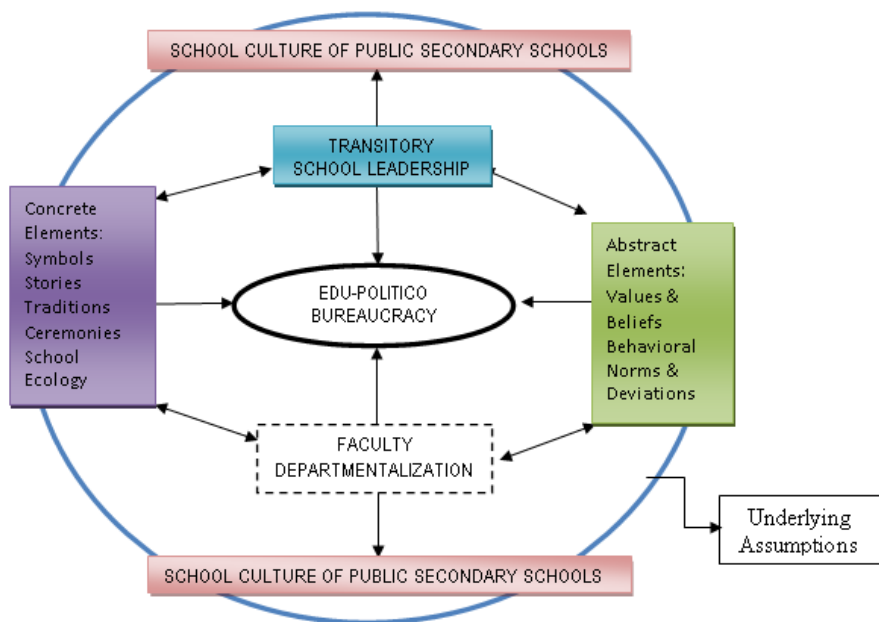 SCHOOL CULTURE OF PUBLIC SECONDARY SCHOOLS
TRANSITORY
SCHOOL LEADERSHIP
Concrete
Elements:
Symbols
Stories
Traditions
Ceremonies
School
Ecology
EDU-POLITICO
BUREAUCRACY
Abstract
Elements:
Values &
Beliefs
Behavioral
Norms &
Deviations
FACULTY
DEPARTMENTALIZATION
Underlying
Assumptions
SCHOOL CULTURE OF PUBLIC SECONDARY SCHOOLS